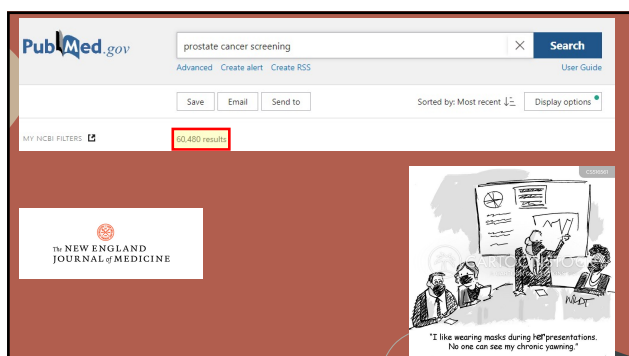 PubMed.gov
prostate cancer screening
Search
Advanced Create alert Create RSS
User Guide
Save Email Send to
Sorted by: Most recent
Display options
MY NCBI FILTERS
60,480 results
The NEW ENGLAND
JOURNAL of MEDICINE
"I like wearing masks during her presentations.
No one can see my chronic yawning."